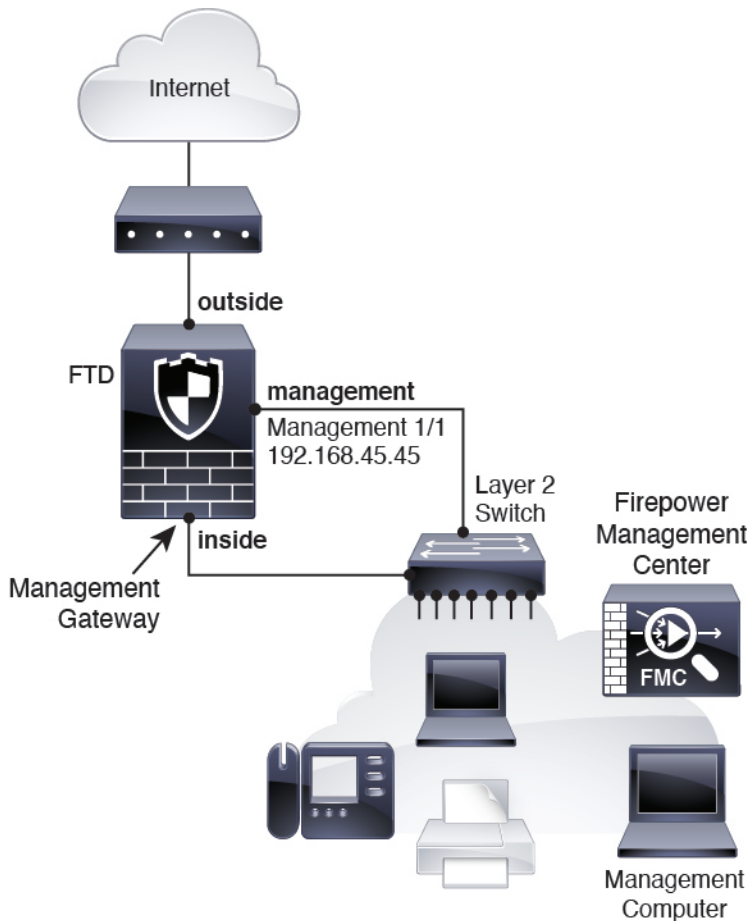 Internet
outside
FTD
management
Management 1/1
192.168.45.45
Layer 2
Switch
Firepower
Management
Center
inside
Management
Gateway
FMC
Management
Computer